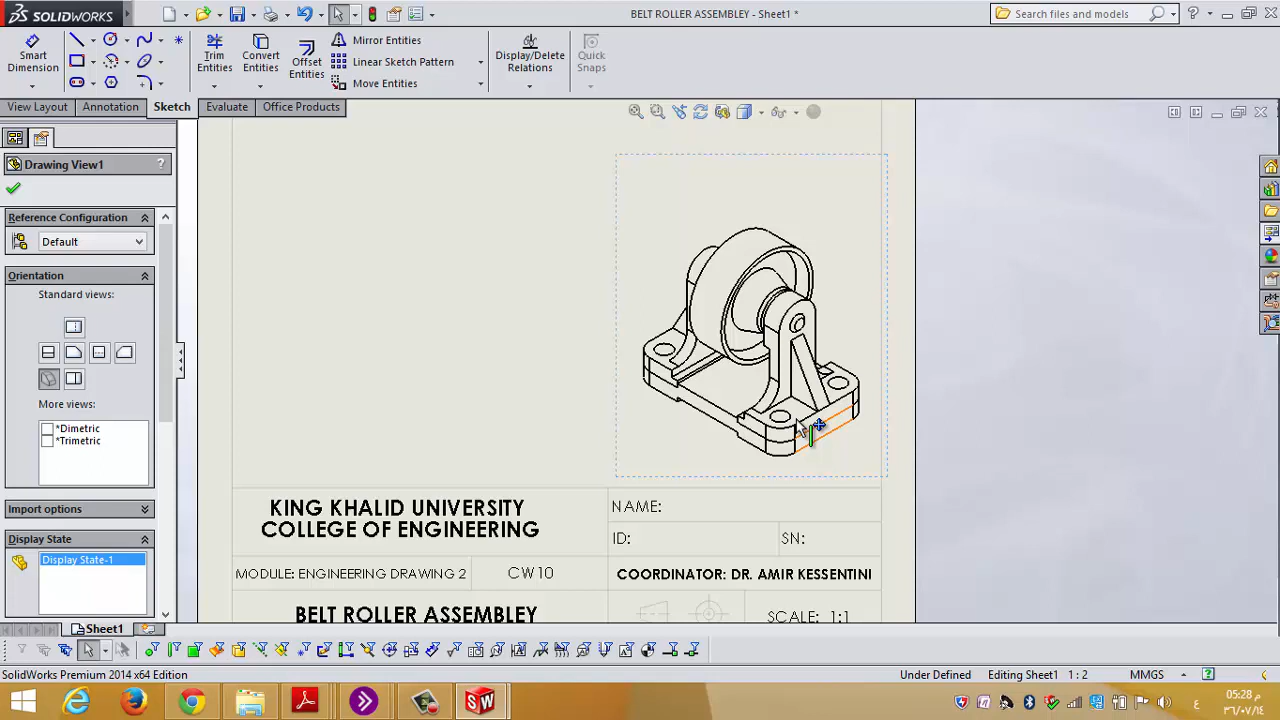 SOLIDWORKS
BELT ROLLER ASSEMBLEY - Sheet1 *
Search files and models
Smart Dimension
Trim Entities
Convert Entities
Offset Entities
Mirror Entities
Linear Sketch Pattern
Move Entities
Display/Delete Relations
Quick Snaps
View Layout
Annotation
Sketch
Evaluate
Office Products
Drawing View1
?
Reference Configuration
Default
Orientation
Standard views:
More views:
*Dimetric
*Trimetric
Import options
Display State
Display State-1
KING KHALID UNIVERSITY
COLLEGE OF ENGINEERING
NAME:
ID:
SN:
MODULE: ENGINEERING DRAWING 2
CW10
COORDINATOR: DR. AMIR KESSENTINI
BELT ROLLER ASSEMBLEY
SCALE: 1:1
Sheet1
SolidWorks Premium 2014 x64 Edition
Under Defined
Editing Sheet1
1 : 2
MMGS
05:28 م
٣٦/٠٧/١٤
ع